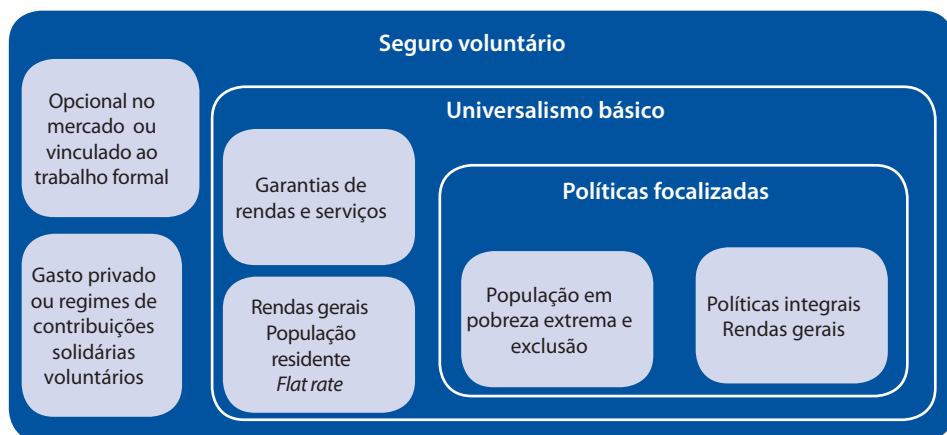 Seguro voluntário
Opcional no
mercado ou
vinculado ao
trabalho formal
Gasto privado
ou regimes de
contribuições
solidárias
voluntários
Universalismo básico
Garantias de
rendas e serviços
Rendas gerais
População
residente
Flat rate
Políticas focalizadas
População em
pobreza extrema e
exclusão
Políticas integrais
Rendas gerais